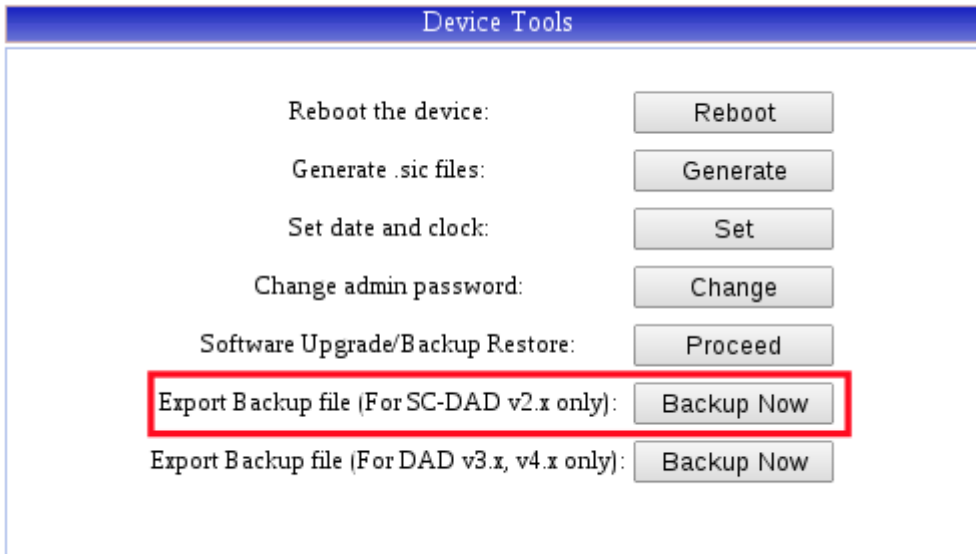 Device Tools
Reboot the device: Reboot
Generate .sic files: Generate
Set date and clock: Set
Change admin password: Change
Software Upgrade/Backup Restore: Proceed
Export Backup file (For SC-DAD v2.x only): Backup Now
Export Backup file (For DAD v3.x, v4.x only): Backup Now